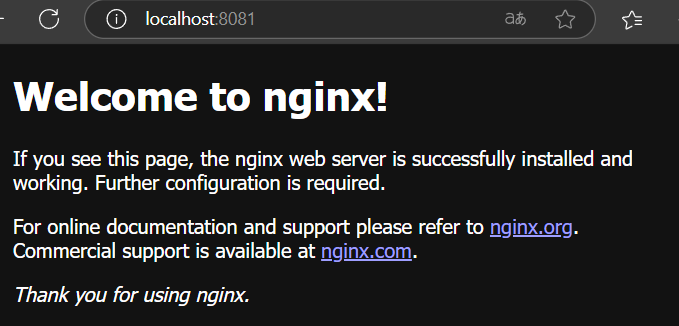 localhost:8081
aあ
Welcome to nginx!
If you see this page, the nginx web server is successfully installed and
working. Further configuration is required.
For online documentation and support please refer to nginx.org.
Commercial support is available at nginx.com.
Thank you for using nginx.